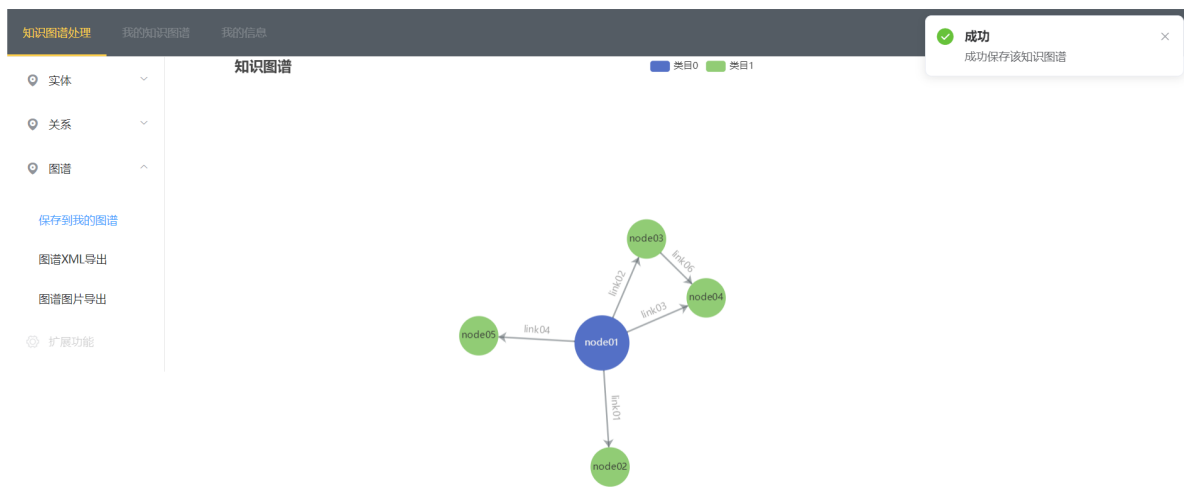 知识图谱处理 我的知识图谱 我的信息
成功
成功保存该知识图谱
实体
关系
图谱
保存到我的图谱
图谱XML导出
图谱图片导出
扩展功能
知识图谱
类目0 类目1
node03
link02
link06
node04
link03
node05
link04
node01
link01
node02